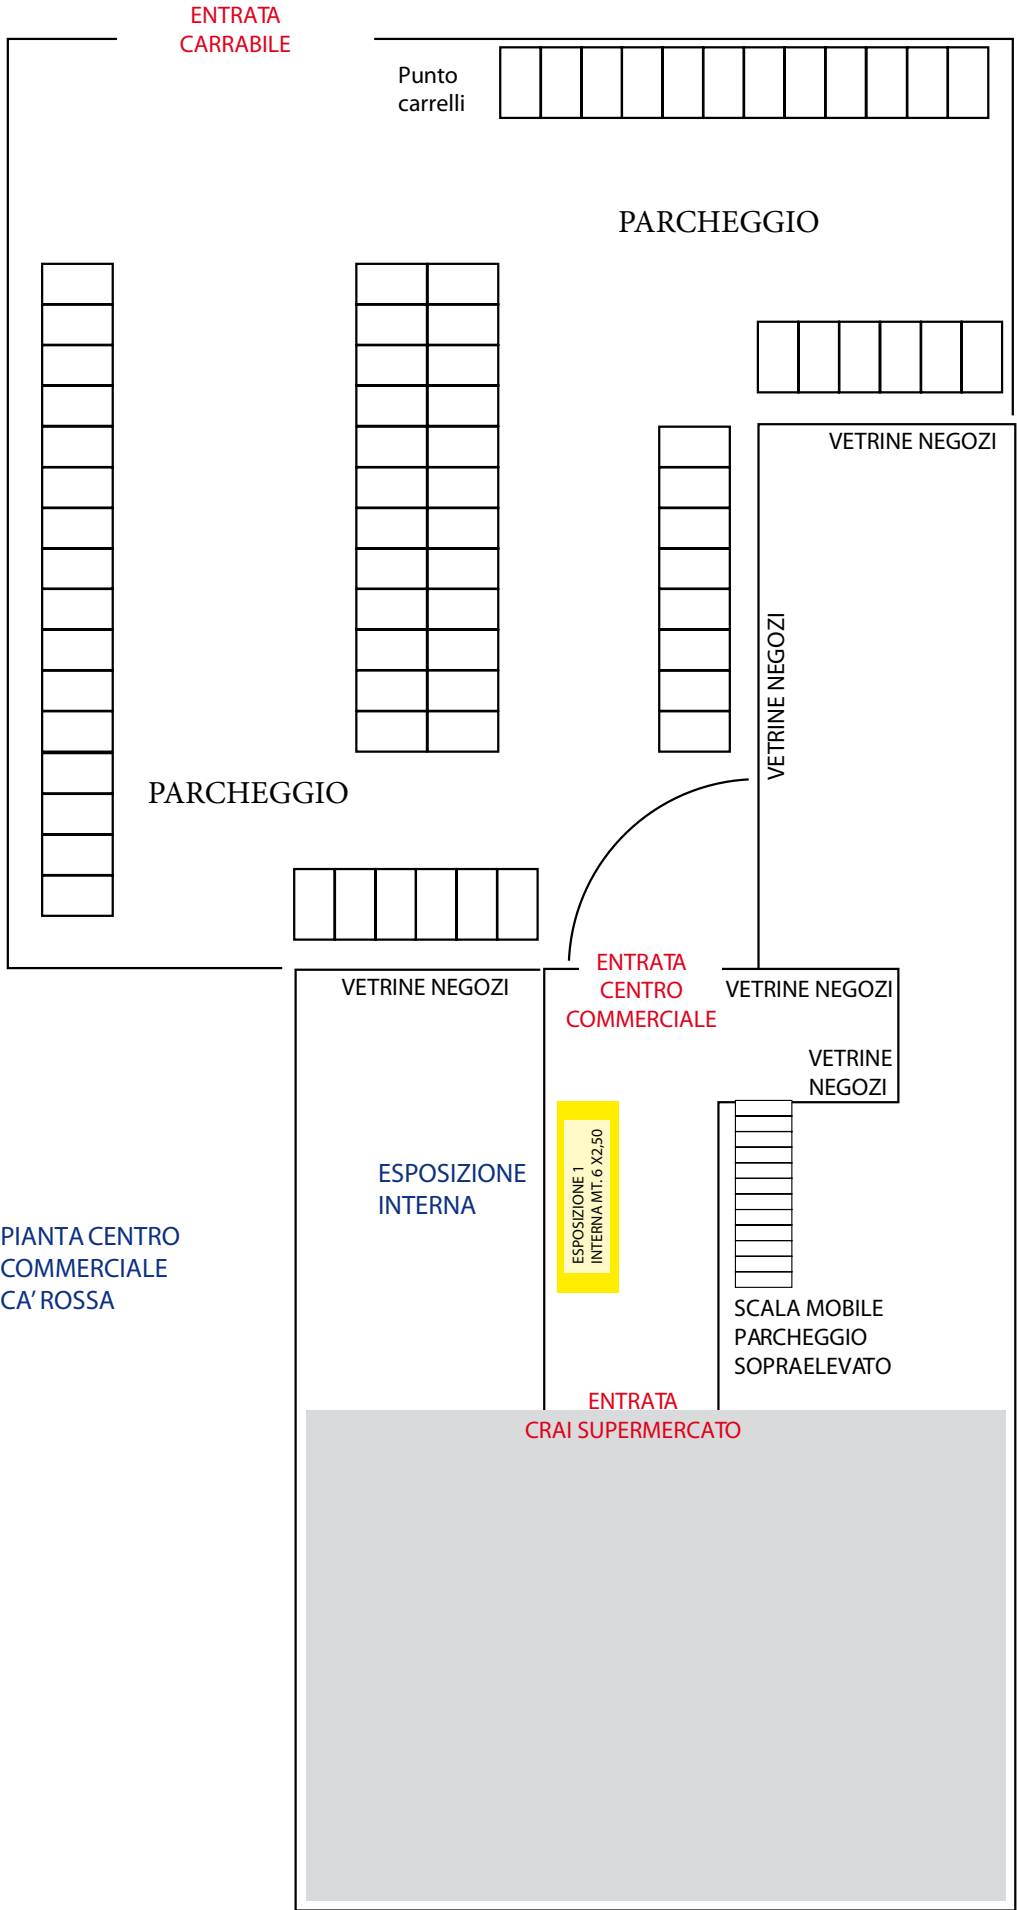 ENTRATA
CARRABILE
Punto
carrelli
PARCHEGGIO
VETRINE NEGOZI
VETRINE NEGOZI
PARCHEGGIO
ENTRATA
CENTRO
COMMERCIALE
VETRINE NEGOZI
VETRINE NEGOZI
VETRINE
NEGOZI
ESPOSIZIONE 1
INTERNA MT. 6 X2,50
ESPOSIZIONE
INTERNA
PIANTA CENTRO
COMMERCIALE
CA' ROSSA
SCALA MOBILE
PARCHEGGIO
SOPRAELEVATO
ENTRATA
CRAI SUPERMERCATO